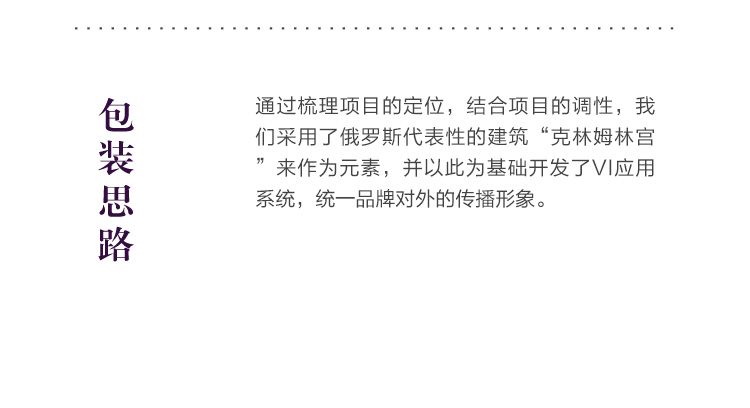 包装思路
通过梳理项目的定位，结合项目的调性，我
们采用了俄罗斯代表性的建筑“克林姆林宫
”来作为元素，并以此为基础开发了VI应用
系统，统一品牌对外的传播形象。